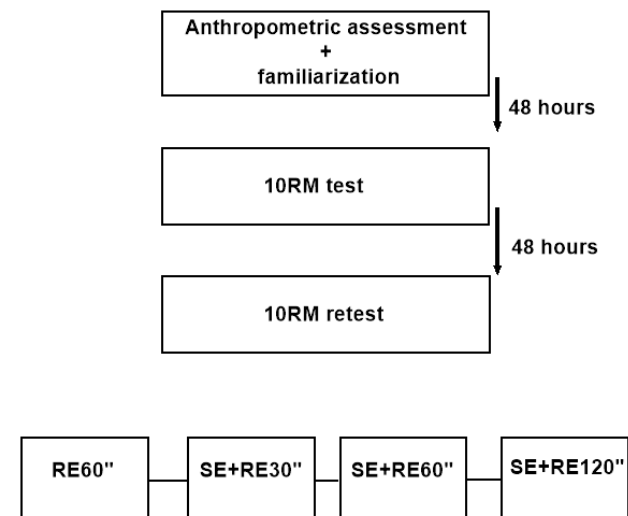 Anthropometric assessment
+
familiarization
48 hours
10RM test
48 hours
10RM retest
RE60" SE+RE30" SE+RE60" SE+RE120"